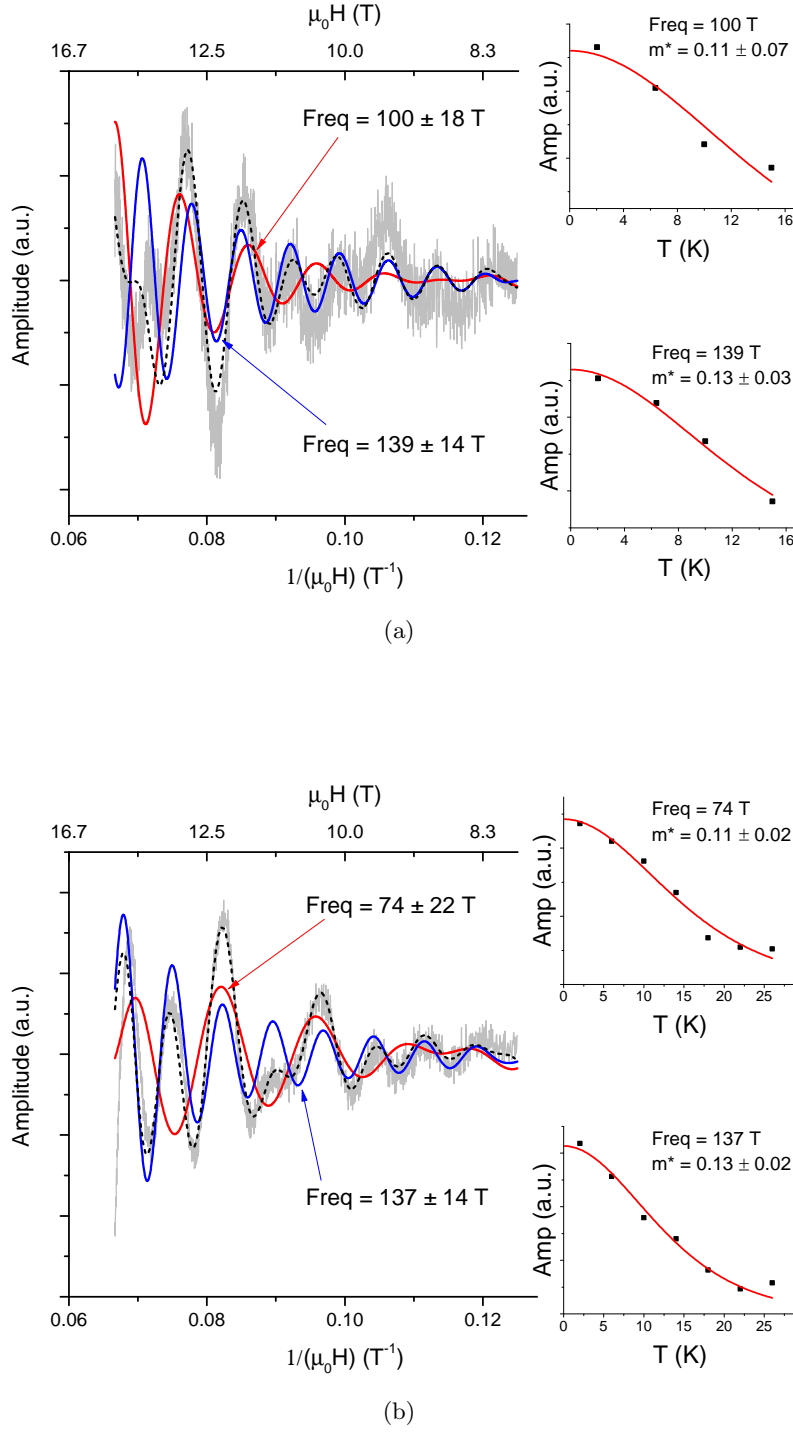 μ₀H (T)
16.7 12.5 10.0 8.3
Freq = 100 ± 18 T
Freq = 139 ± 14 T
Amplitude (a.u.)
0.06 0.08 0.10 0.12
1/(μ₀H) (T⁻¹)
Freq = 100 T
m* = 0.11 ± 0.07
Amp (a.u.)
0 4 8 12 16
T (K)
Freq = 139 T
m* = 0.13 ± 0.03
Amp (a.u.)
0 4 8 12 16
T (K)
(a)
μ₀H (T)
16.7 12.5 10.0 8.3
Freq = 74 ± 22 T
Freq = 137 ± 14 T
Amplitude (a.u.)
0.06 0.08 0.10 0.12
1/(μ₀H) (T⁻¹)
Freq = 74 T
m* = 0.11 ± 0.02
Amp (a.u.)
0 5 10 15 20 25
T (K)
Freq = 137 T
m* = 0.13 ± 0.02
Amp (a.u.)
0 5 10 15 20 25
T (K)
(b)